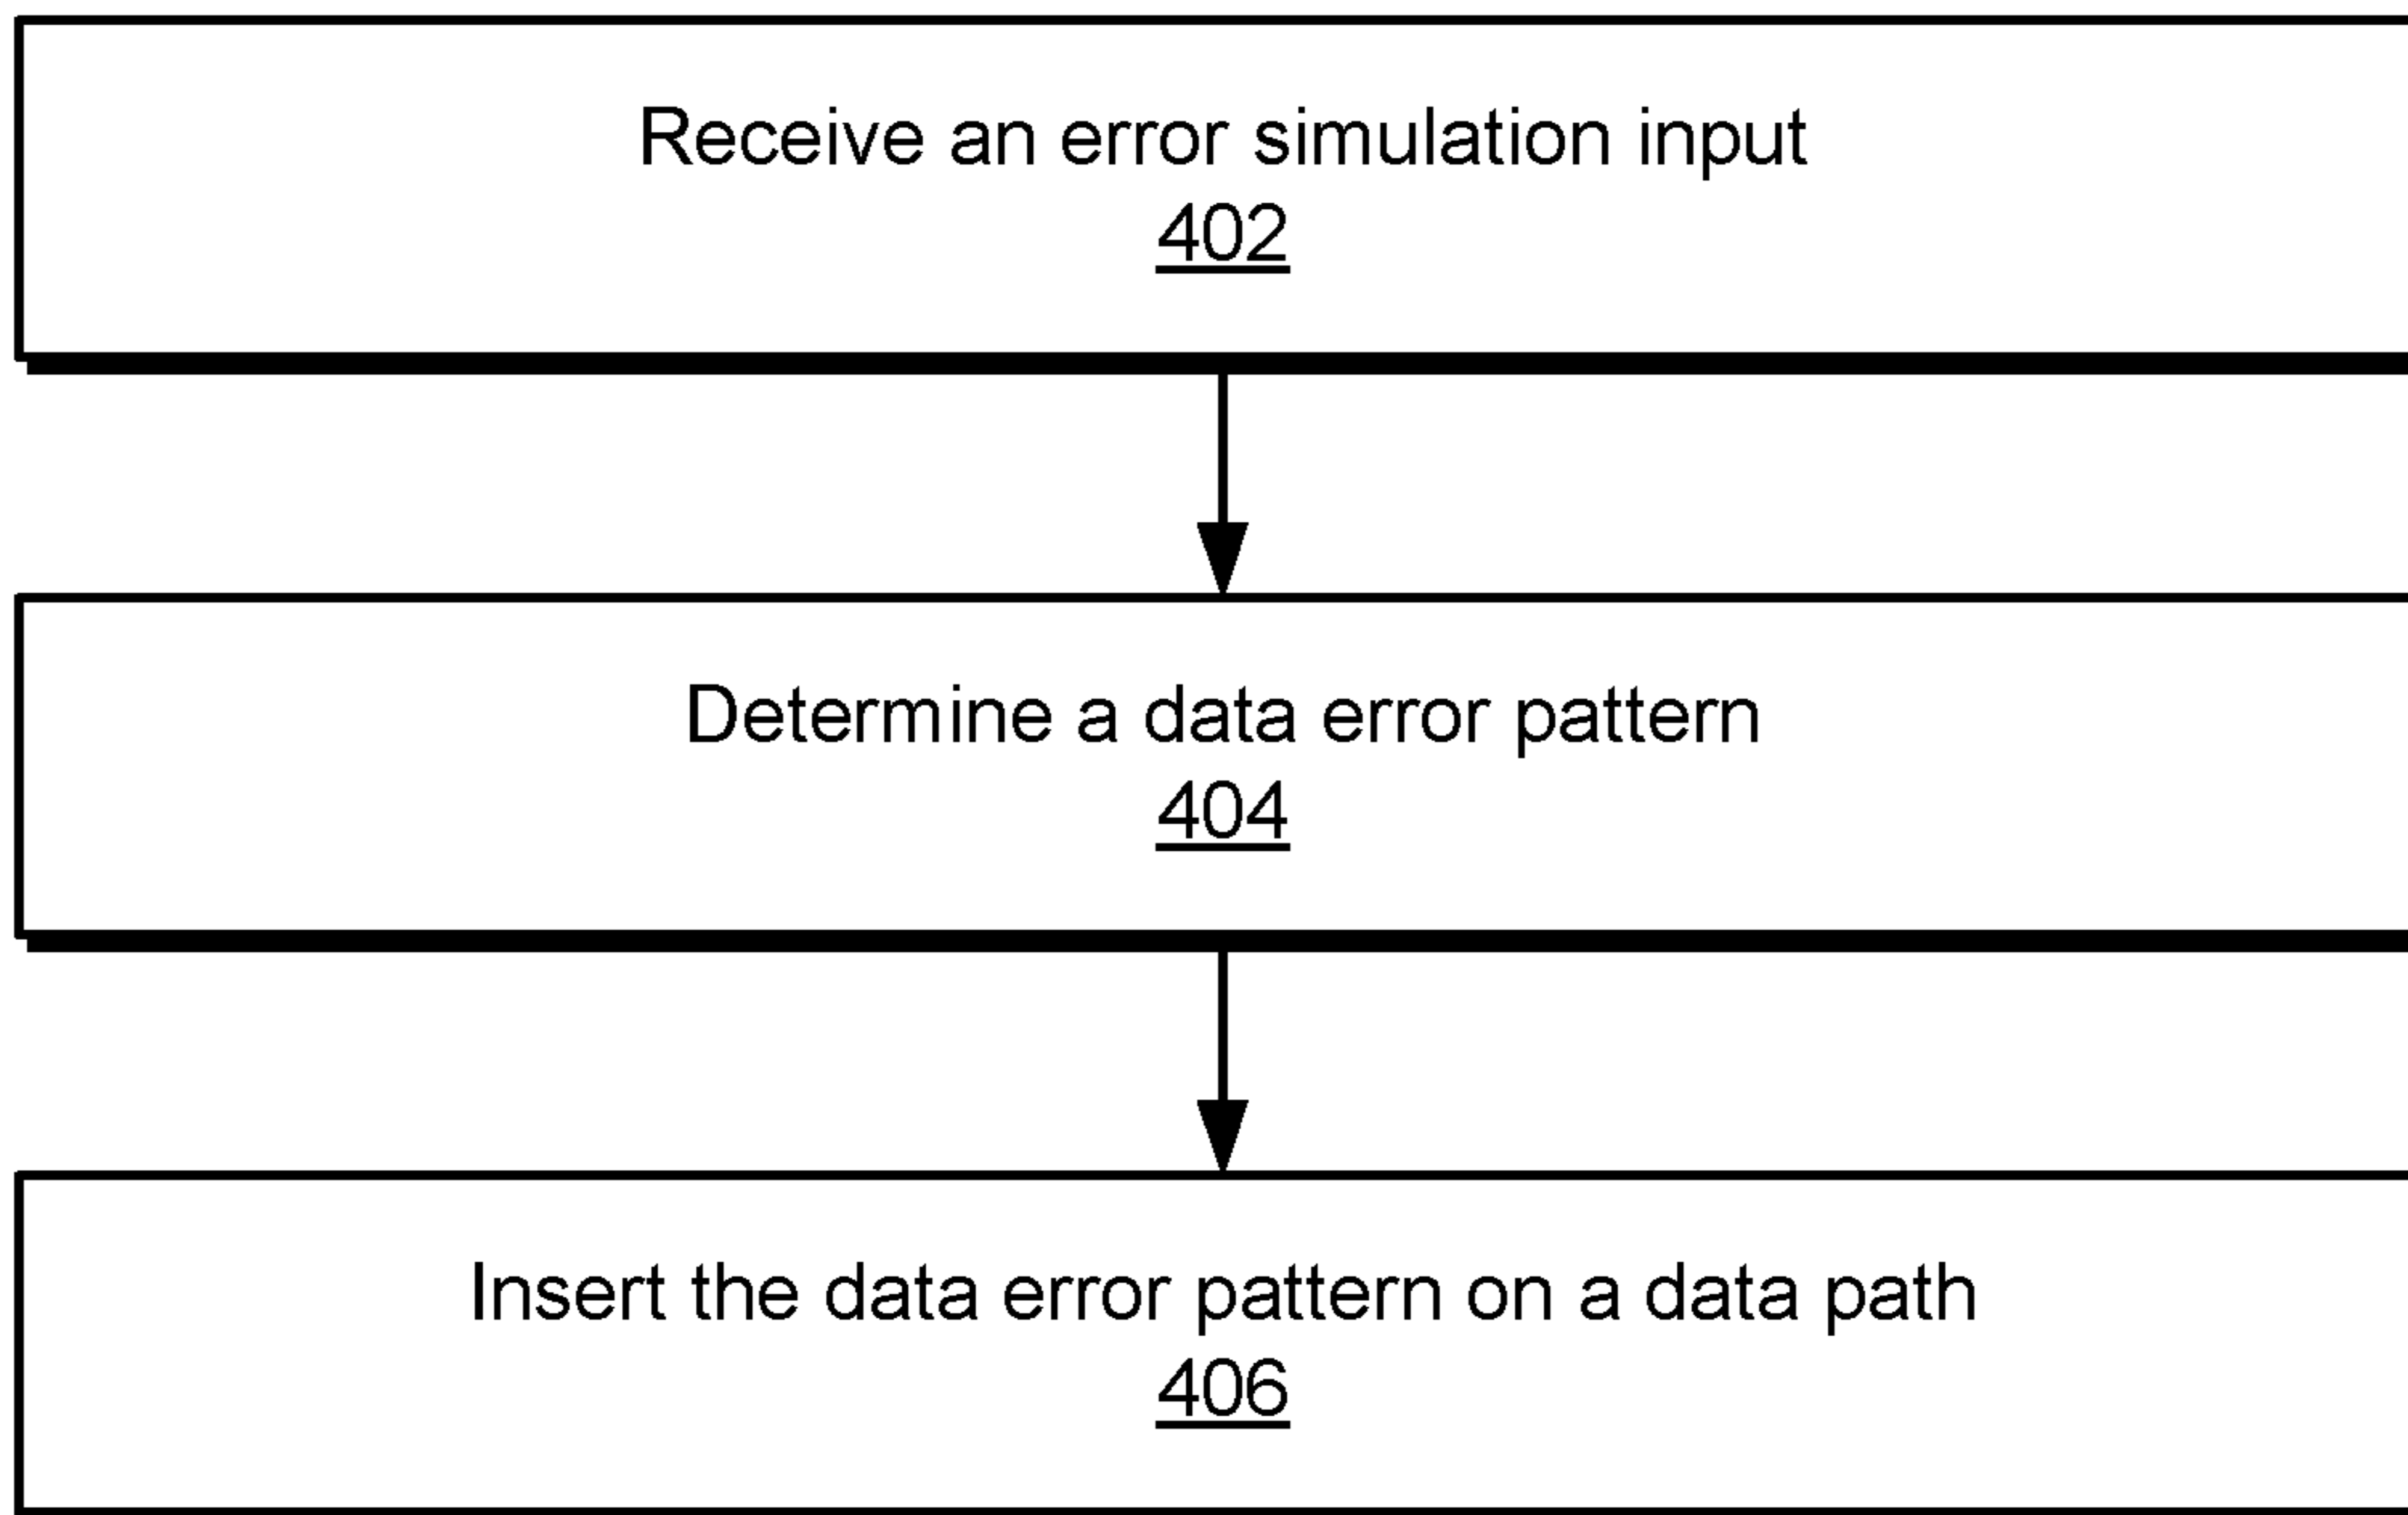 Receive an error simulation input
402
Determine a data error pattern
404
Insert the data error pattern on a data path
406